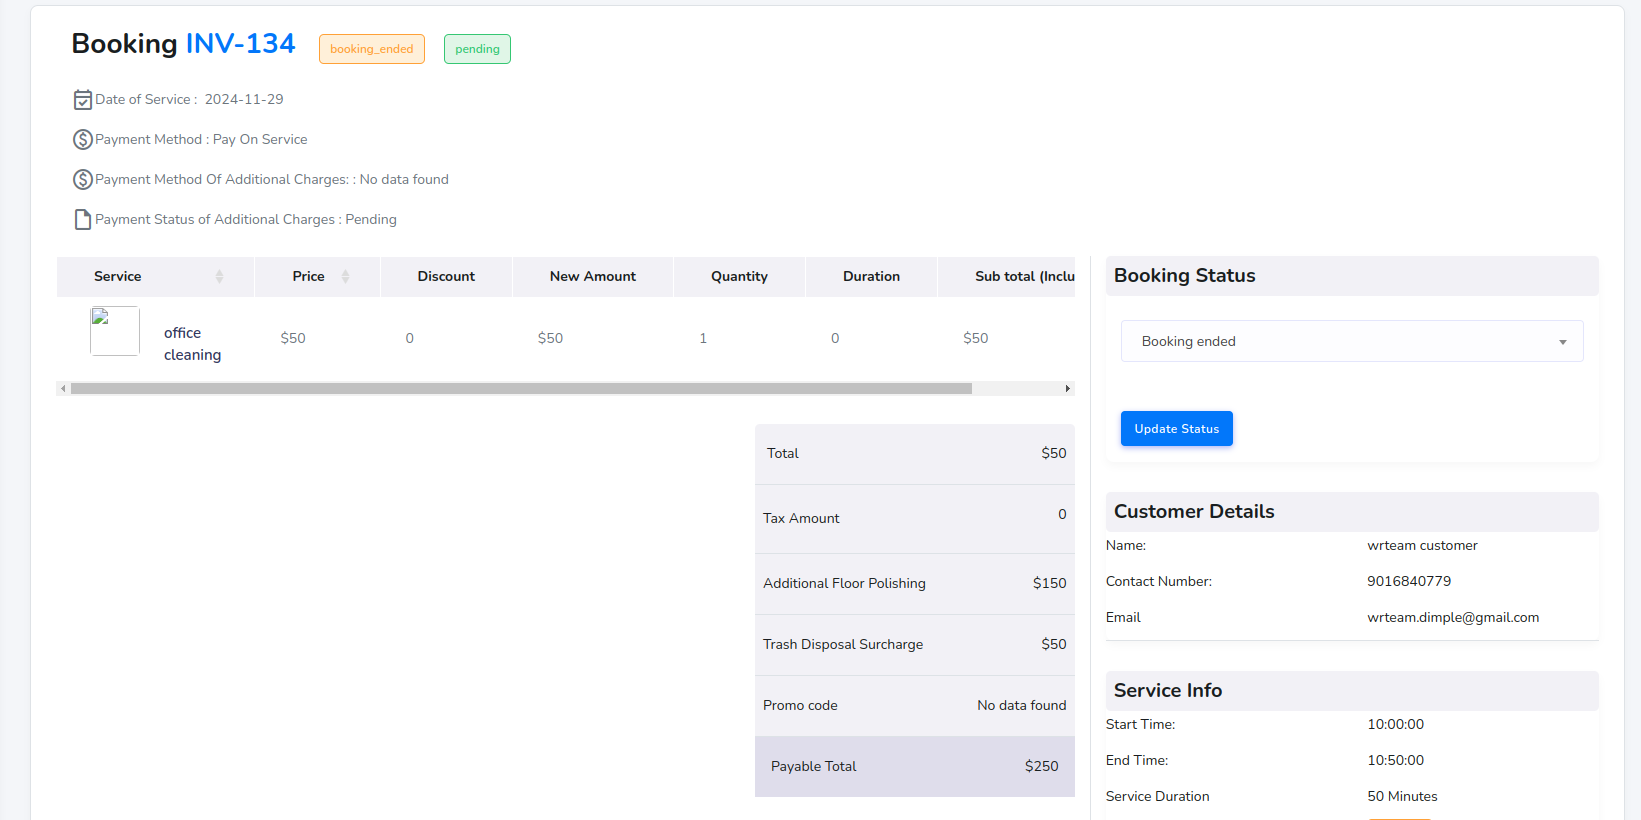 Booking INV-134 booking_ended pending
Date of Service : 2024-11-29
Payment Method : Pay On Service
Payment Method Of Additional Charges: : No data found
Payment Status of Additional Charges : Pending
Service Price Discount New Amount Quantity Duration Sub total (Inclu
office
cleaning
$50 0 $50 1 0 $50
Total $50
Tax Amount 0
Additional Floor Polishing $150
Trash Disposal Surcharge $50
Promo code No data found
Payable Total $250
Booking Status
Booking ended
Update Status
Customer Details
Name: wrteam customer
Contact Number: 9016840779
Email wrteam.dimple@gmail.com
Service Info
Start Time: 10:00:00
End Time: 10:50:00
Service Duration 50 Minutes